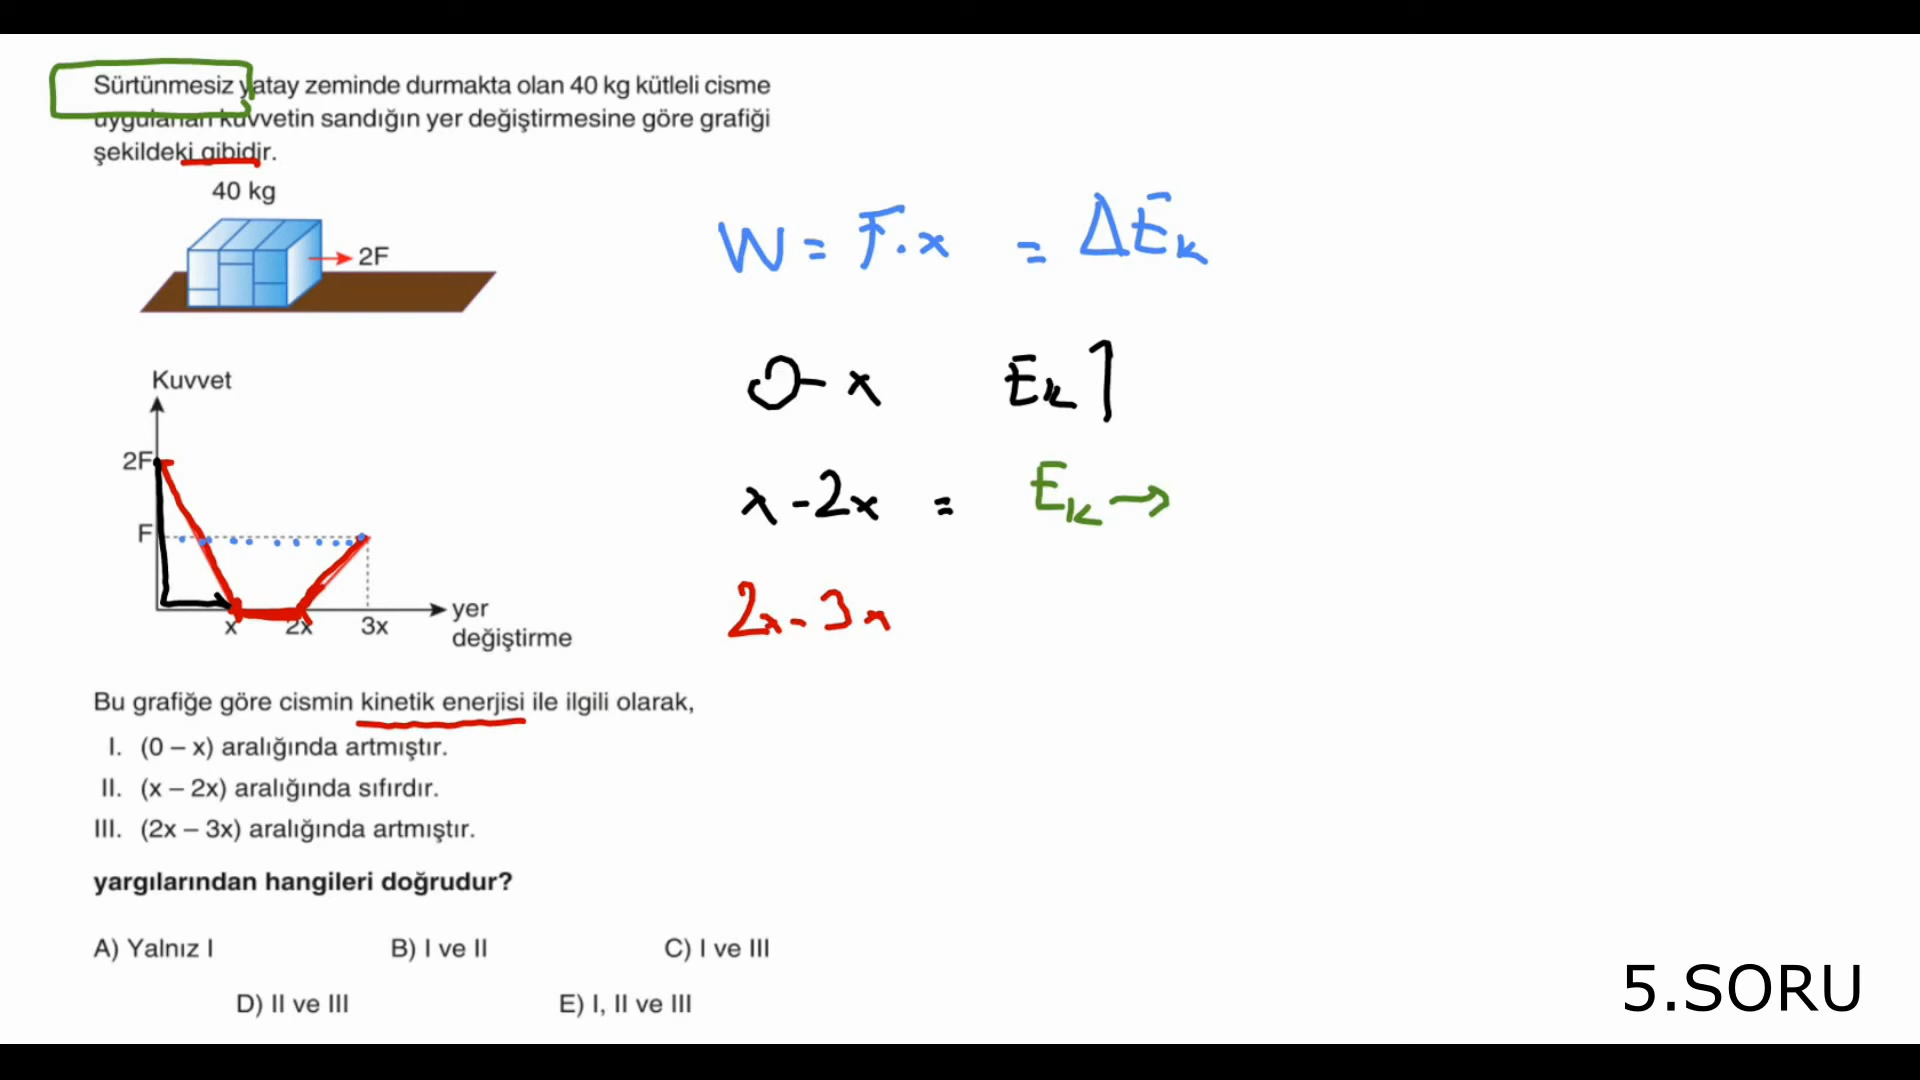 Sürtünmesiz yatay zeminde durmakta olan 40 kg kütleli cisme
uygulanan kuvvetin sandığın yer değiştirmesine göre grafiği
şekildeki gibidir.
40 kg
2F
W = F.x = ΔEk
Kuvvet
2F
F
x
2x
3x
yer
değiştirme
0-x Ek↑
x-2x = Ek→
2x-3x
Bu grafiğe göre cismin kinetik enerjisi ile ilgili olarak,
I. (0 – x) aralığında artmıştır.
II. (x – 2x) aralığında sıfırdır.
III. (2x – 3x) aralığında artmıştır.
yargılarından hangileri doğrudur?
A) Yalnız I B) I ve II C) I ve III
D) II ve III E) I, II ve III
5.SORU